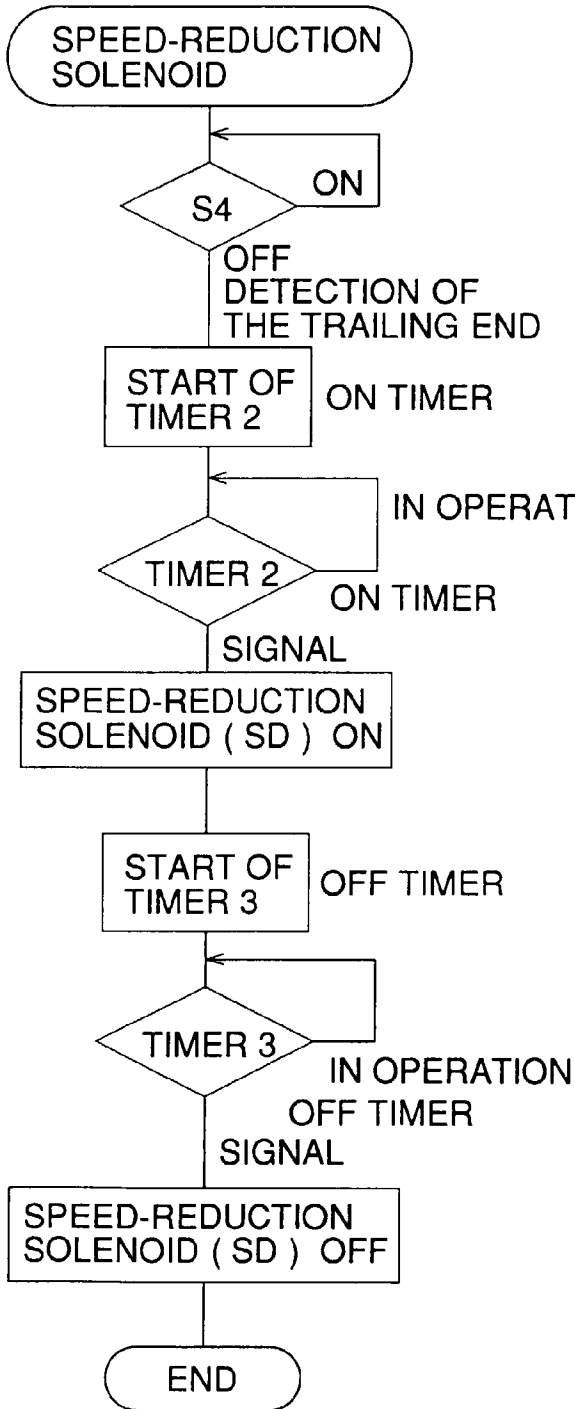 SPEED-REDUCTION
SOLENOID
S4
ON
OFF
DETECTION OF
THE TRAILING END
START OF
TIMER 2
ON TIMER
IN OPERAT
TIMER 2
ON TIMER
SIGNAL
SPEED-REDUCTION
SOLENOID ( SD ) ON
START OF
TIMER 3
OFF TIMER
TIMER 3
IN OPERATION
OFF TIMER
SIGNAL
SPEED-REDUCTION
SOLENOID ( SD ) OFF
END